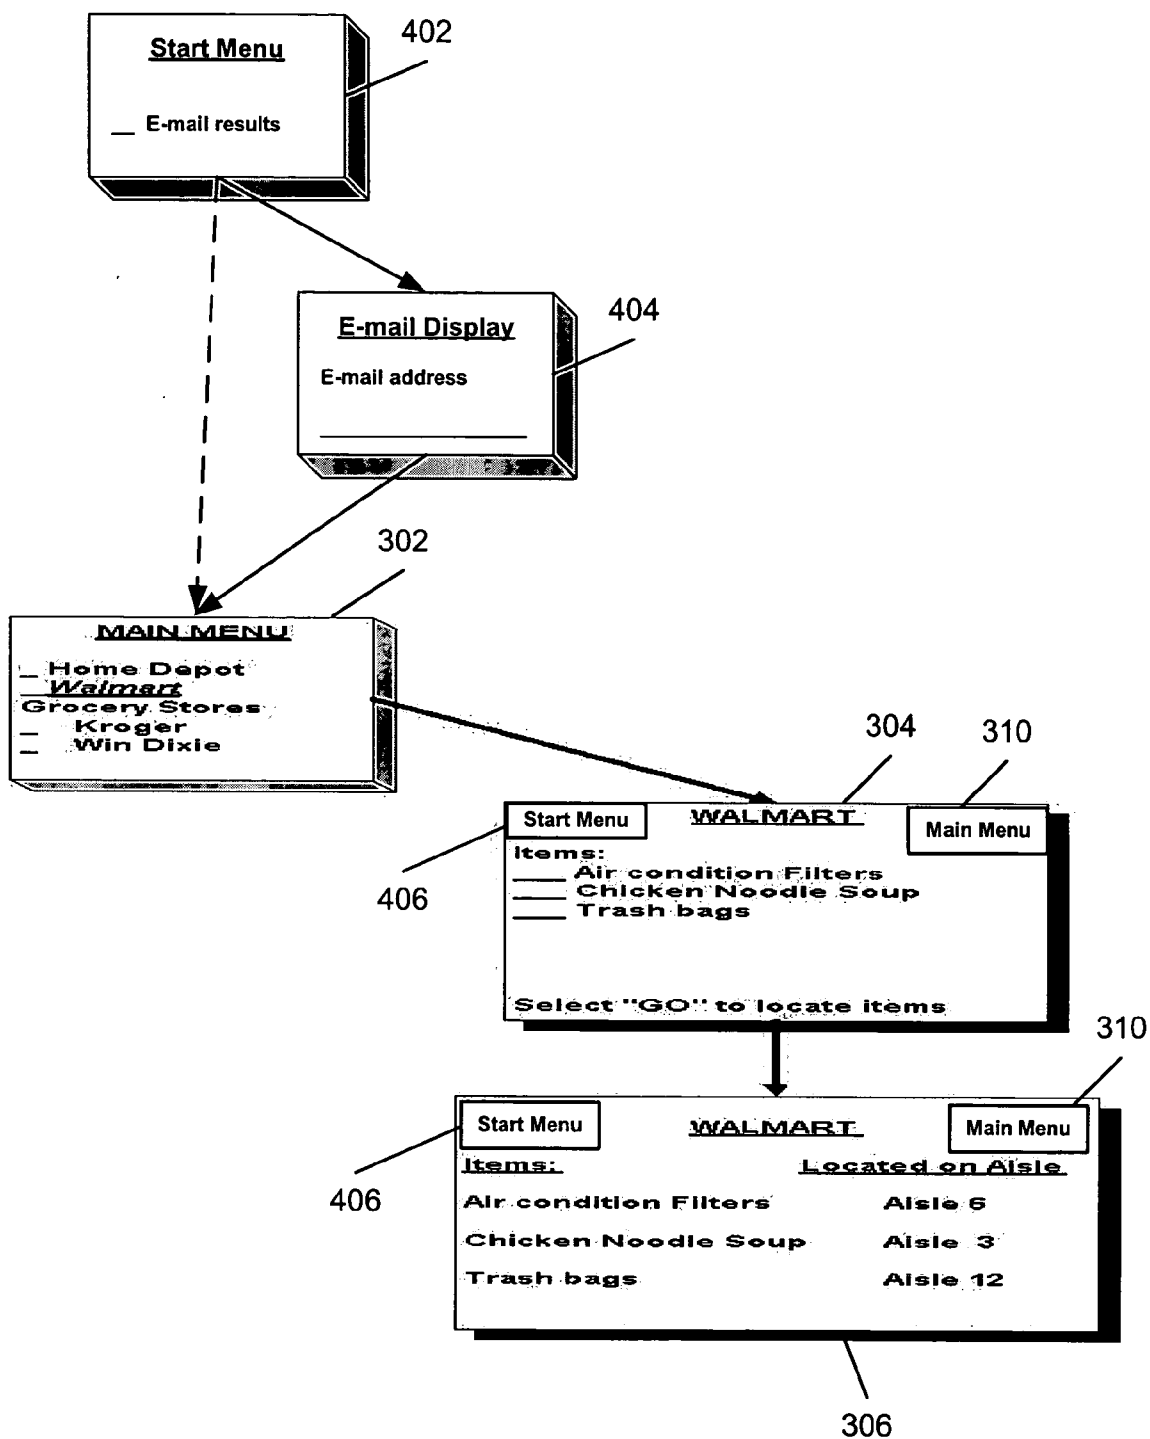 402
Start Menu
__ E-mail results
404
E-mail Display
E-mail address
302
MAIN MENU
_ Home Depot
_ Walmart
Grocery Stores
_ Kroger
_ Win Dixie
304
310
Start Menu
WALMART
Main Menu
406
Items:
___ Air condition Filters
___ Chicken Noodle Soup
___ Trash bags
Select "GO" to locate items
310
Start Menu
WALMART
Main Menu
406
Items: Located on Aisle
Air condition Filters Aisle 6
Chicken Noodle Soup Aisle 3
Trash bags Aisle 12
306